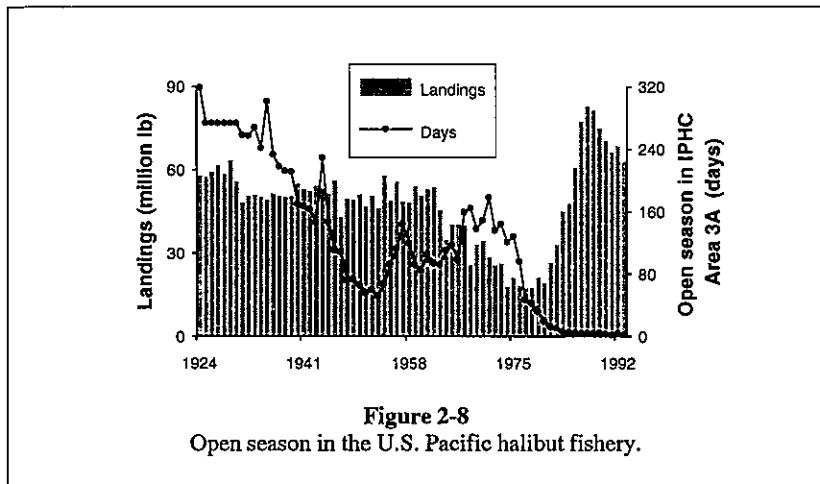 90
60
30
0
Landings (million lb)
Landings
Days
320
240
160
80
0
Open season in IPHC
Area 3A (days)
1924
1941
1958
1975
1992
Figure 2-8
Open season in the U.S. Pacific halibut fishery.